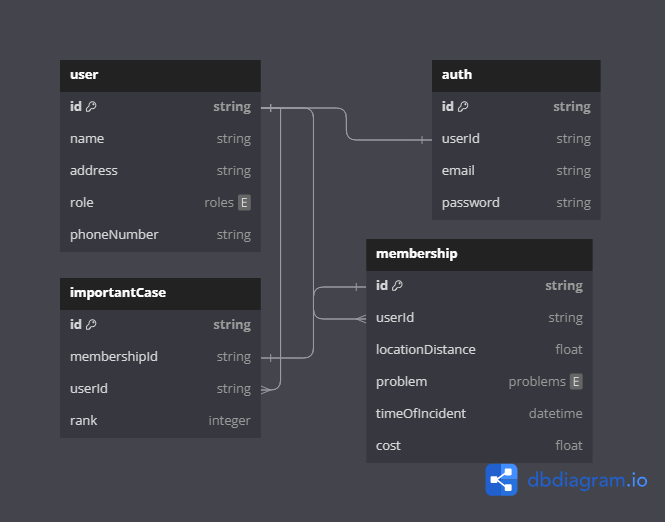 user
id string
name string
address string
role roles E
phoneNumber string
auth
id string
userId string
email string
password string
importantCase
id string
membershipId string
userId string
rank integer
membership
id string
userId string
locationDistance float
problem problems E
timeOfIncident datetime
cost float
dbdiagram.io